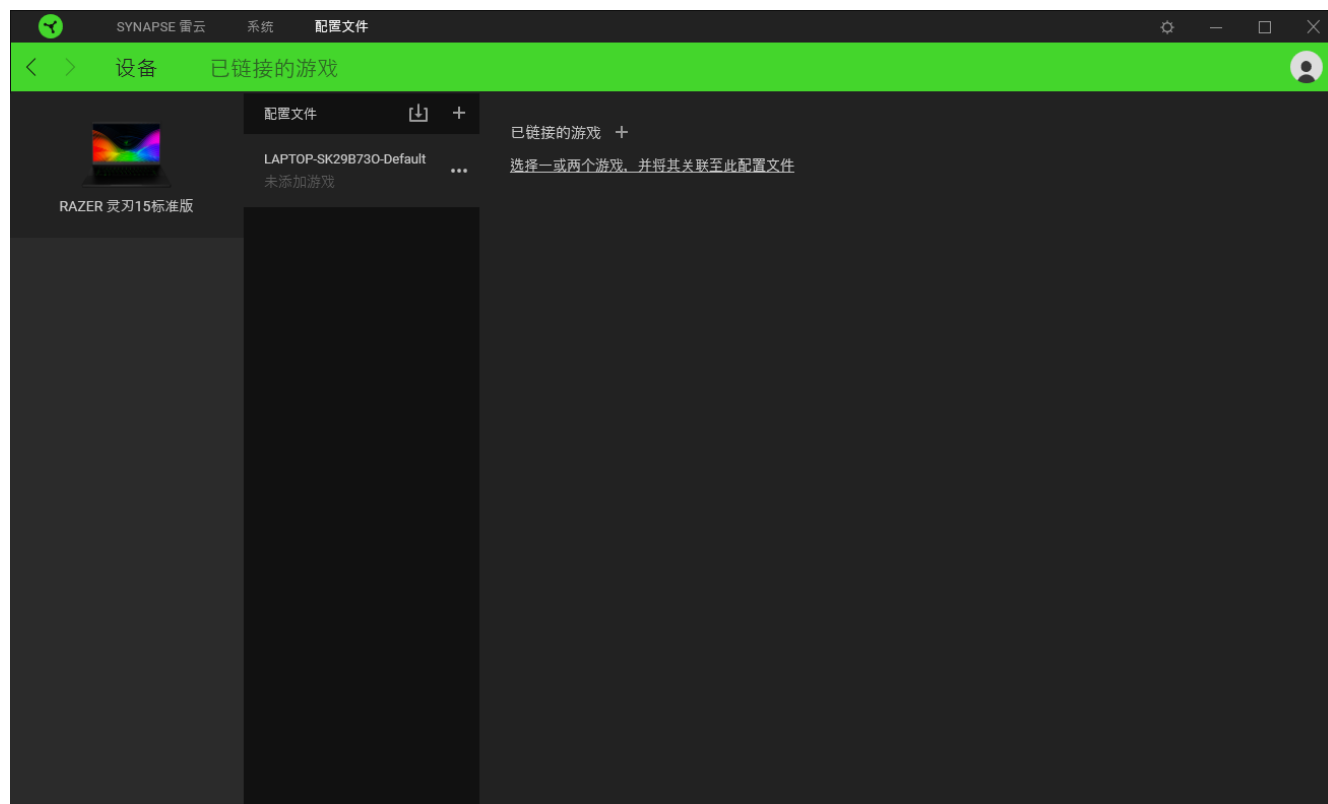 SYNAPSE 雷云 系统 配置文件
设备 已链接的游戏
RAZER 灵刃15标准版
配置文件
LAPTOP-SK29B73O-Default
未添加游戏
已链接的游戏
选择一或两个游戏，并将其关联至此配置文件